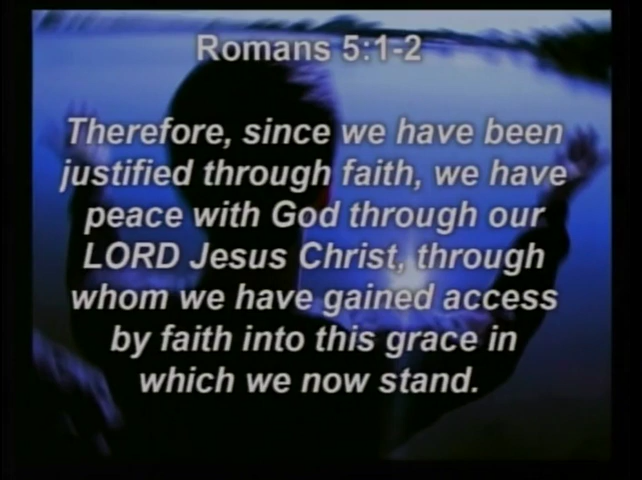 Romans 5:1-2
Therefore, since we have been
justified through faith, we have
peace with God through our
LORD Jesus Christ, through
whom we have gained access
by faith into this grace in
which we now stand.